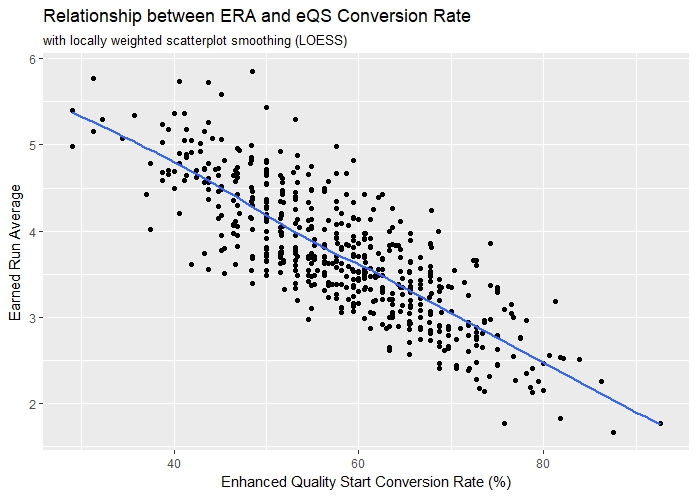 Relationship between ERA and eQS Conversion Rate
with locally weighted scatterplot smoothing (LOESS)
6
5
4
3
2
Earned Run Average
40 60 80
Enhanced Quality Start Conversion Rate (%)